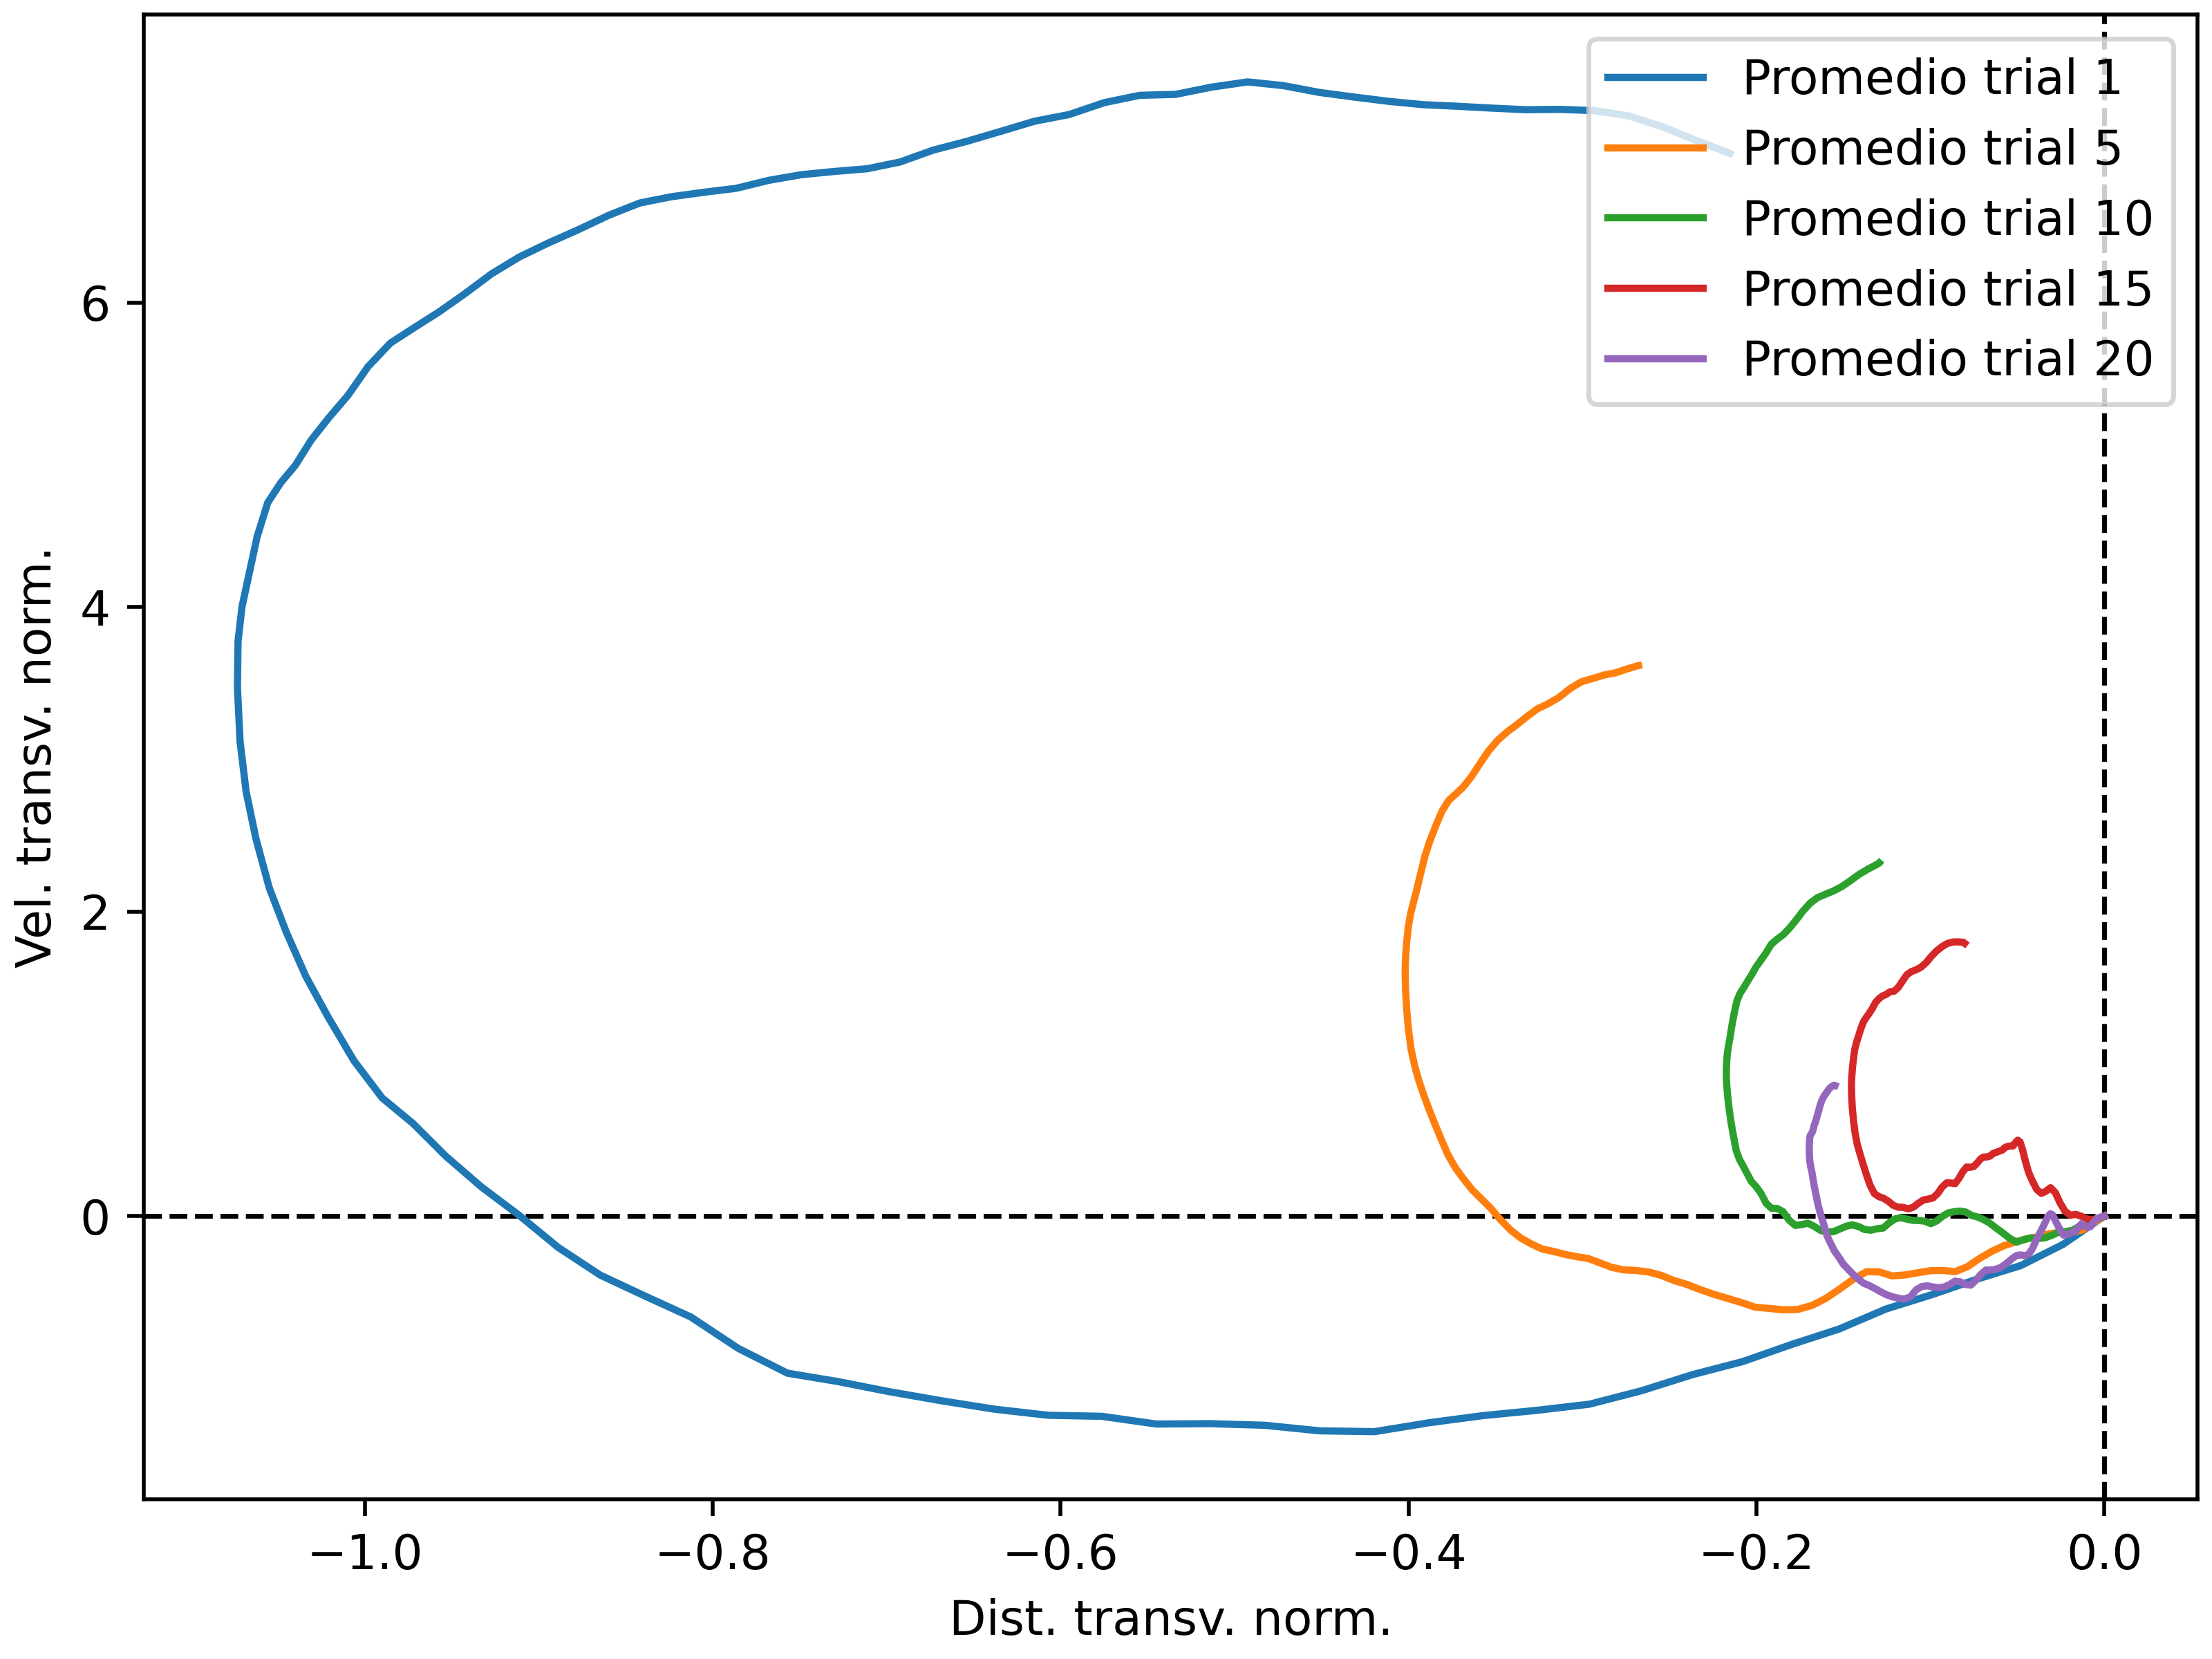 Promedio trial 1
Promedio trial 5
Promedio trial 10
Promedio trial 15
Promedio trial 20
Vel. transv. norm.
6
4
2
0
−1.0 −0.8 −0.6 −0.4 −0.2 0.0
Dist. transv. norm.